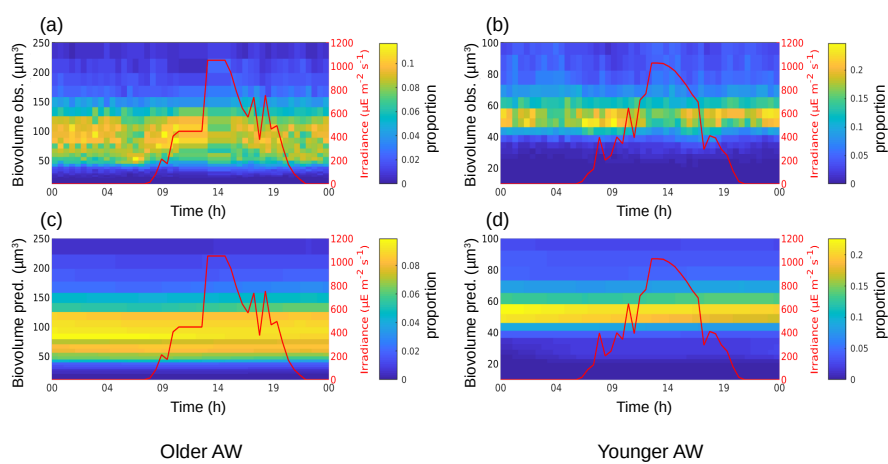 (a)
Biovolume obs. (µm³)
250
200
150
100
50
00 04 09 14 19 00
Time (h)
1200
1000
800
600
400
200
0
Irradiance (µE m⁻² s⁻¹)
0.1
0.08
0.06
0.04
0.02
0
proportion
(b)
Biovolume obs. (µm³)
100
80
60
40
20
00 04 09 14 19 00
Time (h)
1200
1000
800
600
400
200
0
Irradiance (µE m⁻² s⁻¹)
0.2
0.15
0.1
0.05
0
proportion
(c)
Biovolume pred. (µm³)
250
200
150
100
50
00 04 09 14 19 00
Time (h)
1200
1000
800
600
400
200
0
Irradiance (µE m⁻² s⁻¹)
0.08
0.06
0.04
0.02
0
proportion
(d)
Biovolume pred. (µm³)
100
80
60
40
20
00 04 09 14 19 00
Time (h)
1200
1000
800
600
400
200
0
Irradiance (µE m⁻² s⁻¹)
0.2
0.15
0.1
0.05
0
proportion
Older AW
Younger AW